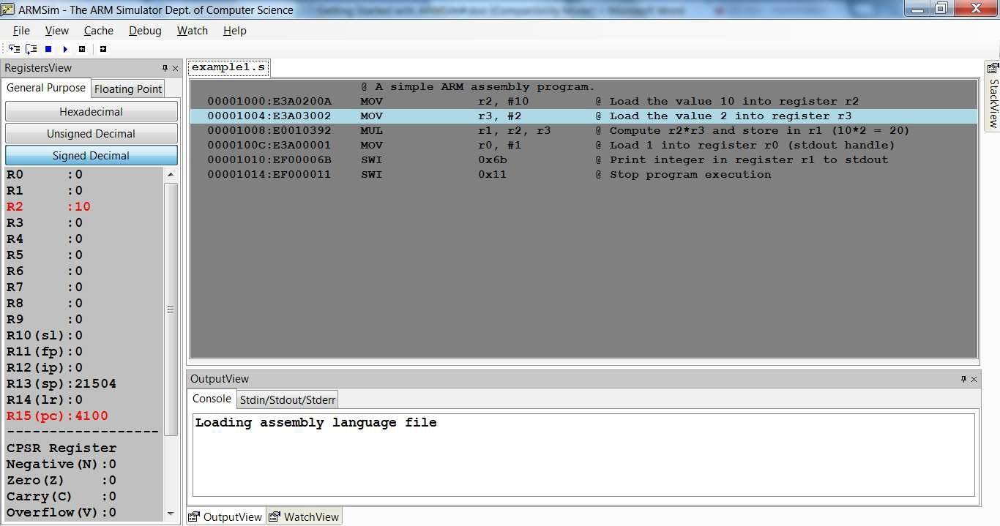 ARMSim - The ARM Simulator Dept. of Computer Science
File View Cache Debug Watch Help
RegistersView
General Purpose Floating Point
Hexadecimal
Unsigned Decimal
Signed Decimal
R0 :0
R1 :0
R2 :10
R3 :0
R4 :0
R5 :0
R6 :0
R7 :0
R8 :0
R9 :0
R10(sl):0
R11(fp):0
R12(ip):0
R13(sp):21504
R14(lr):0
R15(pc):4100
------------------
CPSR Register
Negative(N):0
Zero(Z) :0
Carry(C) :0
Overflow(V):0
example1.s
@ A simple ARM assembly program.
00001000:E3A0200A MOV r2, #10 @ Load the value 10 into register r2
00001004:E3A03002 MOV r3, #2 @ Load the value 2 into register r3
00001008:E0010392 MUL r1, r2, r3 @ Compute r2*r3 and store in r1 (10*2 = 20)
0000100C:E3A00001 MOV r0, #1 @ Load 1 into register r0 (stdout handle)
00001010:EF00006B SWI 0x6b @ Print integer in register r1 to stdout
00001014:EF000011 SWI 0x11 @ Stop program execution
OutputView
Console Stdin/Stdout/Stderr
Loading assembly language file
OutputView WatchView
StackView